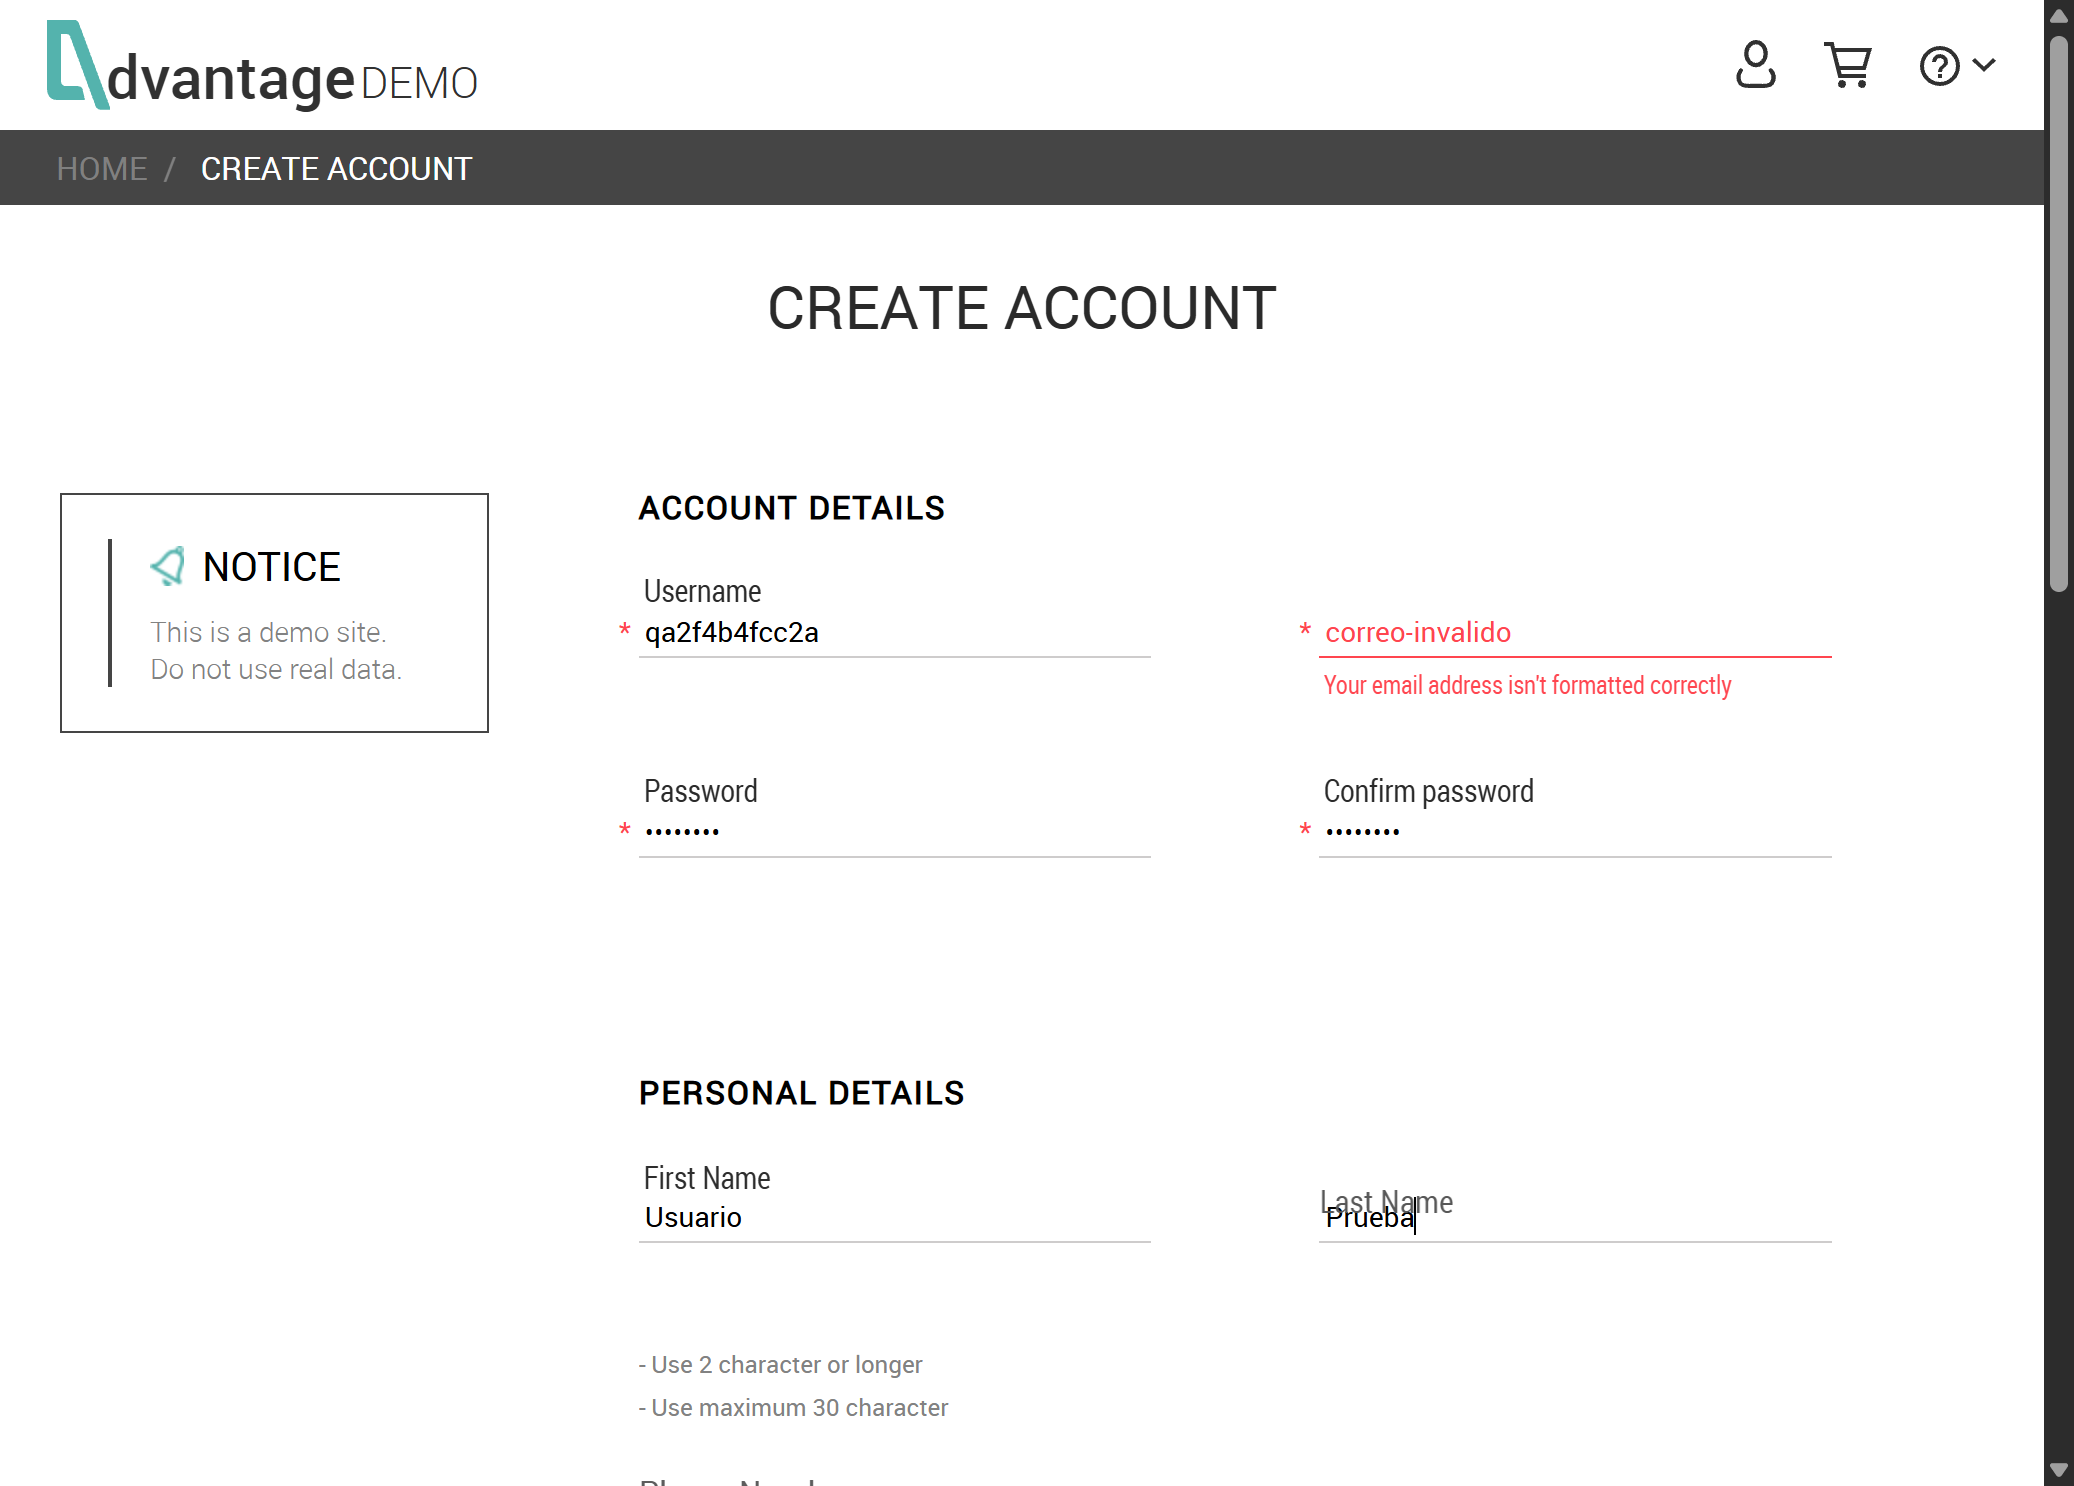 dvantage DEMO
HOME / CREATE ACCOUNT
CREATE ACCOUNT
NOTICE
This is a demo site.
Do not use real data.
ACCOUNT DETAILS
Username
* qa2f4b4fcc2a
* correo-invalido
Your email address isn't formatted correctly
Password
* ••••••••
Confirm password
* ••••••••
PERSONAL DETAILS
First Name
Usuario
Last Name
Prueba
- Use 2 character or longer
- Use maximum 30 character